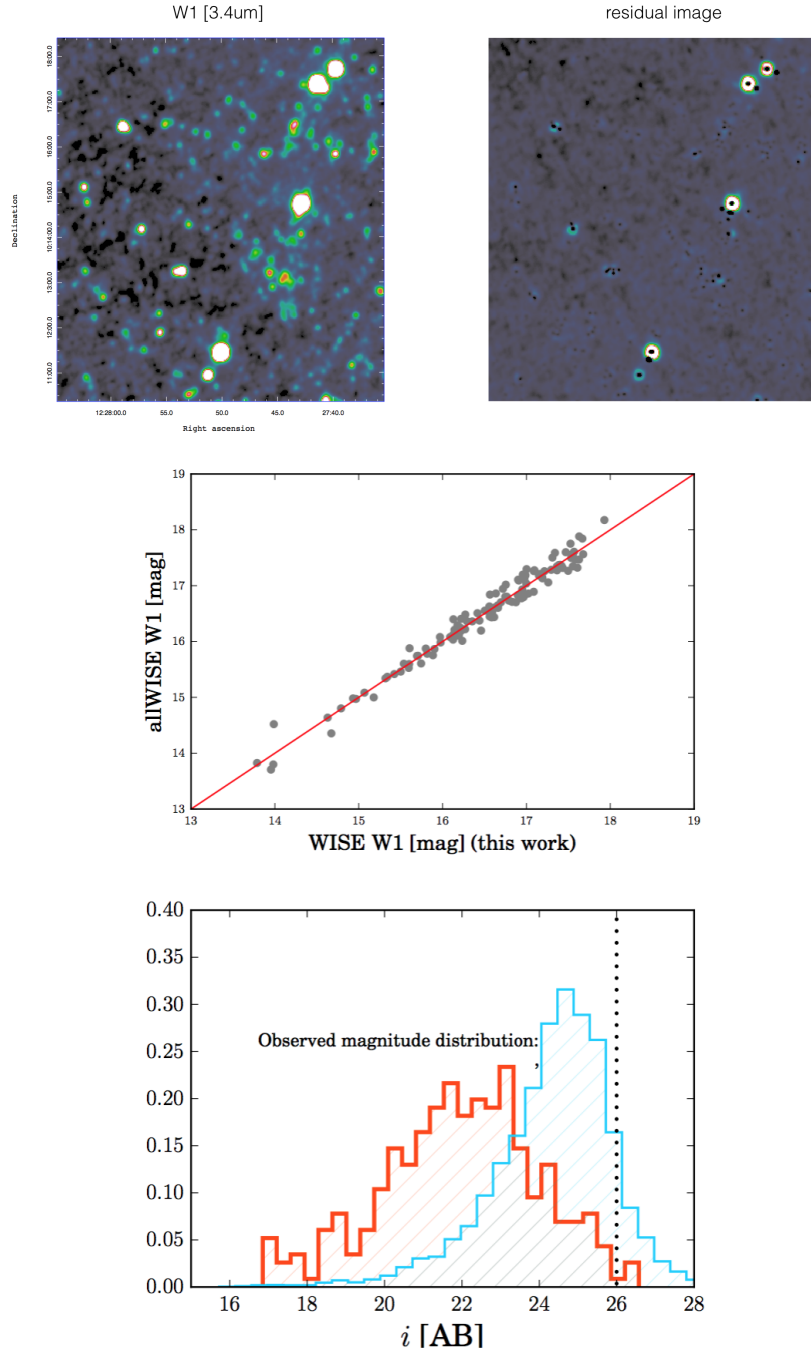 W1 [3.4um]
residual image
Declination
18:00.0
17:00.0
16:00.0
15:00.0
10:14:00.0
13:00.0
12:00.0
11:00.0
12:28:00.0 55.0 50.0 45.0 27:40.0
Right ascension
allWISE W1 [mag]
19
18
17
16
15
14
13
13 14 15 16 17 18 19
WISE W1 [mag] (this work)
0.40
0.35
0.30
0.25
0.20
0.15
0.10
0.05
0.00
Observed magnitude distribution:
,
16 18 20 22 24 26 28
i [AB]